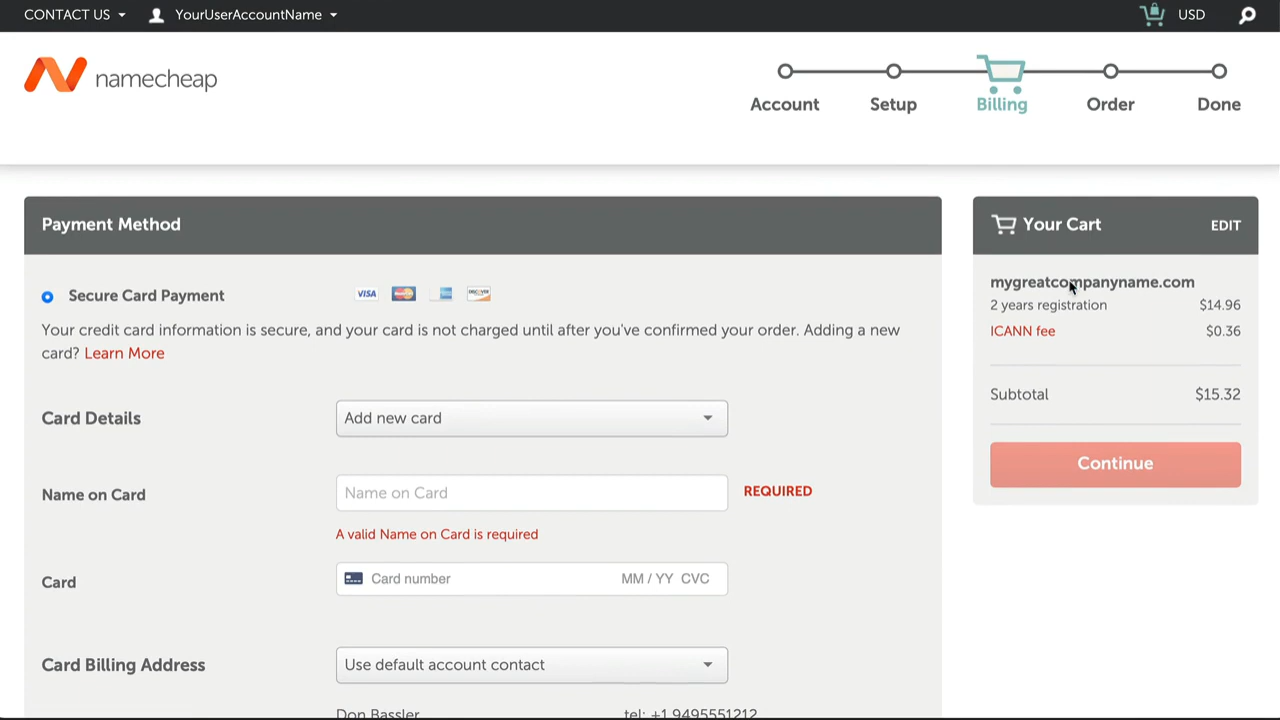 CONTACT US
YourUserAccountName
USD
namecheap
Account
Setup
Billing
Order
Done
Payment Method
Secure Card Payment
VISA
DISCOVER
Your credit card information is secure, and your card is not charged until after you've confirmed your order. Adding a new
card? Learn More
Card Details
Add new card
Name on Card
Name on Card
REQUIRED
A valid Name on Card is required
Card
Card number
MM / YY CVC
Card Billing Address
Use default account contact
Don Bassler
tel: +1.9495551212
Your Cart
EDIT
mygreatcompanyname.com
2 years registration
$14.96
ICANN fee
$0.36
Subtotal
$15.32
Continue